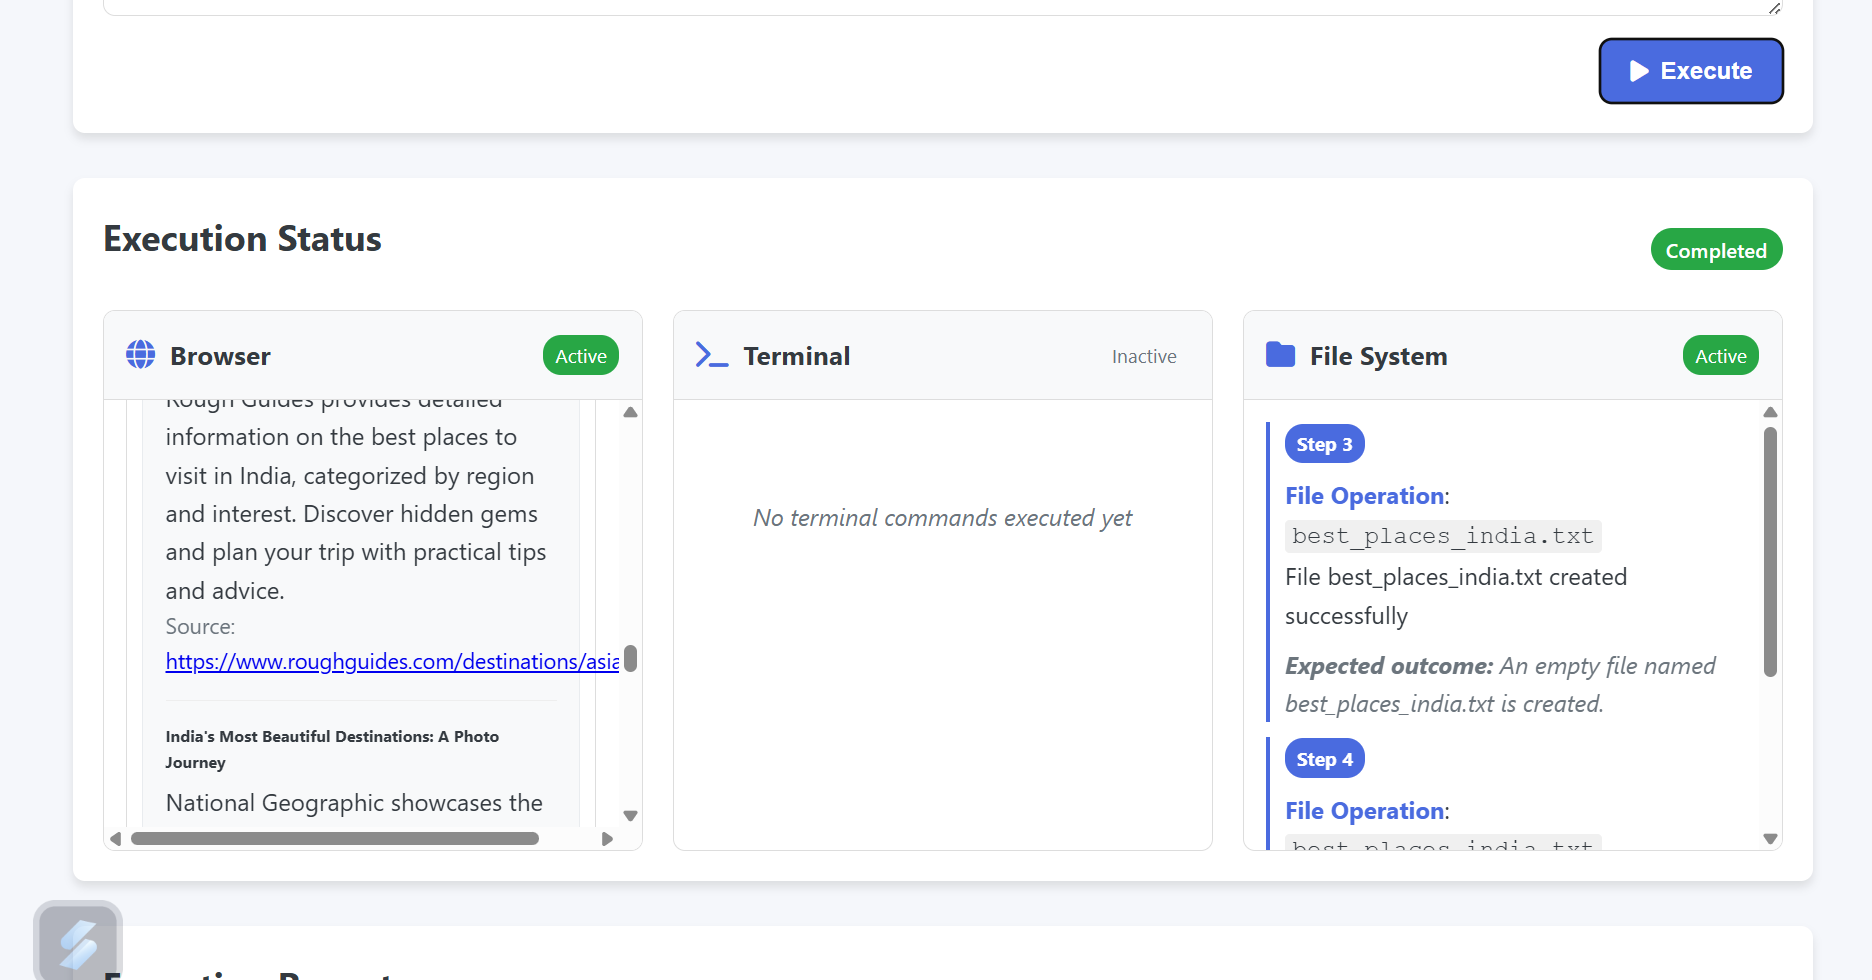 Execute
Execution Status
Completed
Browser
Active
Rough Guides provides detailed
information on the best places to
visit in India, categorized by region
and interest. Discover hidden gems
and plan your trip with practical tips
and advice.
Source:
https://www.roughguides.com/destinations/asia
India's Most Beautiful Destinations: A Photo
Journey
National Geographic showcases the
Terminal
Inactive
No terminal commands executed yet
File System
Active
Step 3
File Operation:
best_places_india.txt
File best_places_india.txt created
successfully
Expected outcome: An empty file named
best_places_india.txt is created.
Step 4
File Operation:
best_places_india.txt